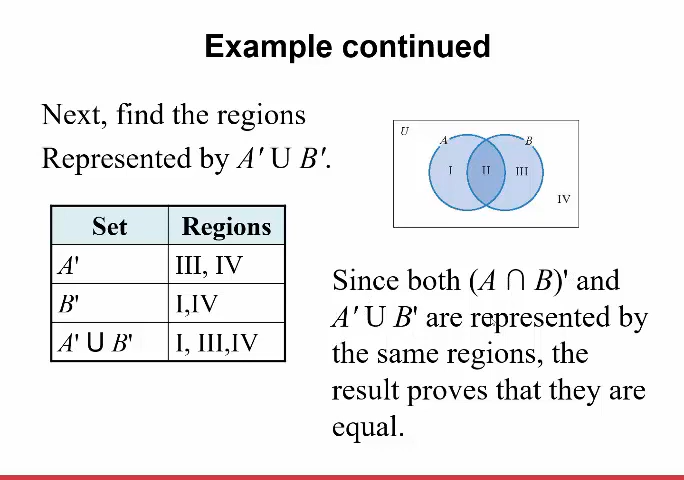 Example continued
Next, find the regions
Represented by A' ∪ B'.
Set Regions
A' III, IV
B' I,IV
A' ∪ B' I, III,IV
U
A B
I II III
IV
Since both (A ∩ B)' and
A' ∪ B' are represented by
the same regions, the
result proves that they are
equal.